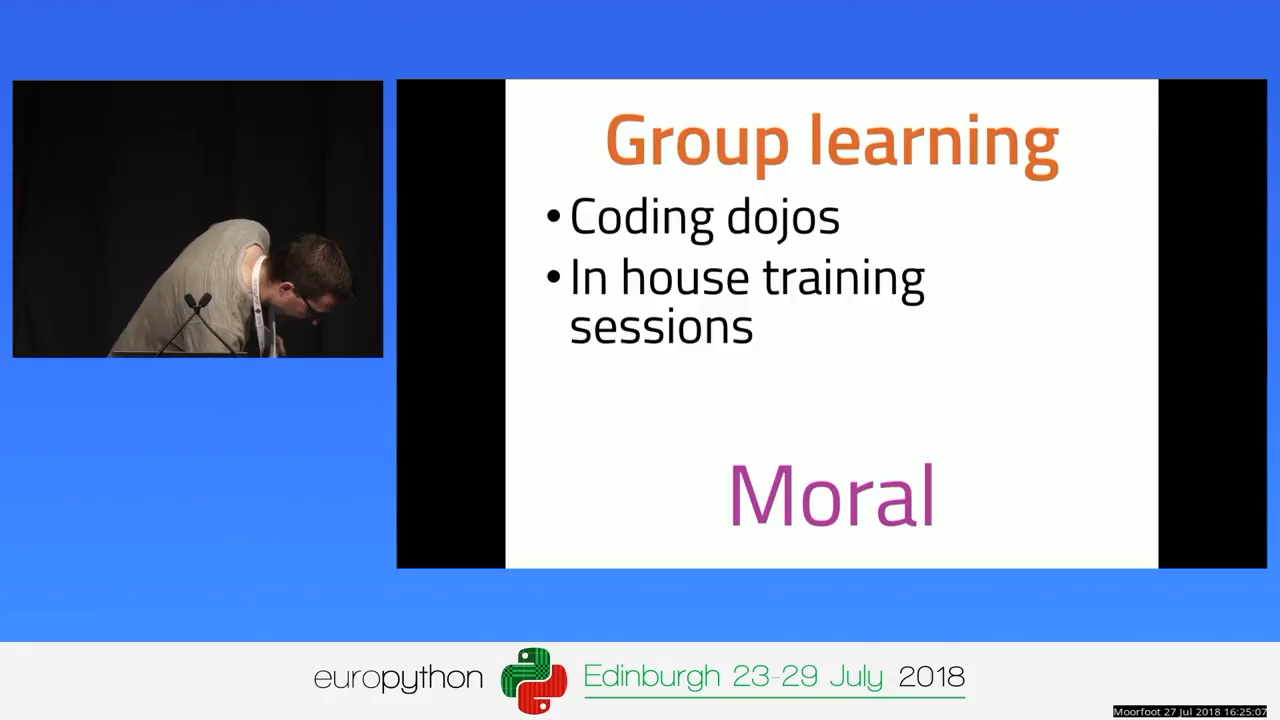 Group learning
• Coding dojos
• In house training
sessions
Moral
europython
Edinburgh 23-29 July 2018
Moorfoot 27 Jul 2018 16:25:07